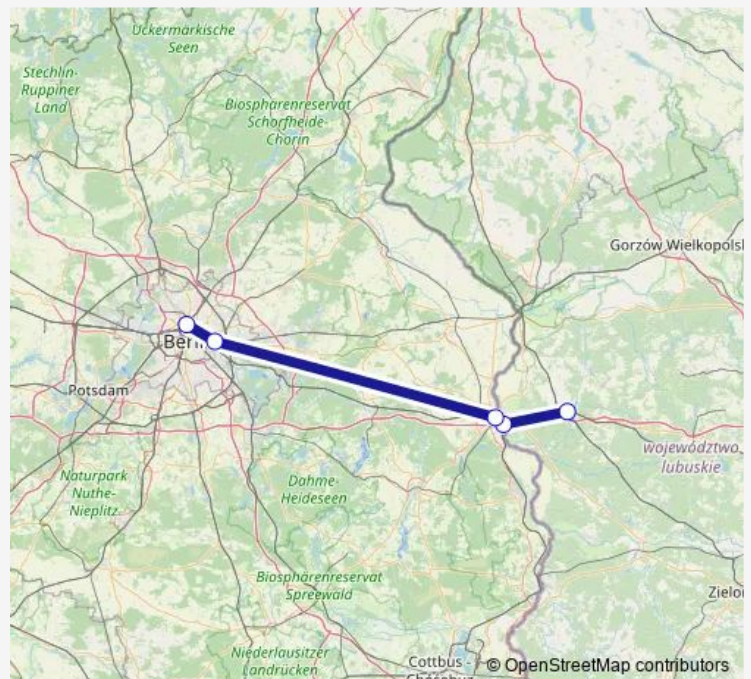 Uckermärkische
Seen
Stechlin-
Ruppiner
Land
Biosphärenreservat
Schorfheide-
Chorin
Gorzów Wielkopolsk
Berl
Potsdam
województwo
lubuskie
Naturpark
Nuthe-
Nieplitz
Dahme-
Heideseen
Biosphärenreservat
Spreewald
Zielo
Niederlausitzer
Landrücken
Cottbus -
© OpenStreetMap contributors